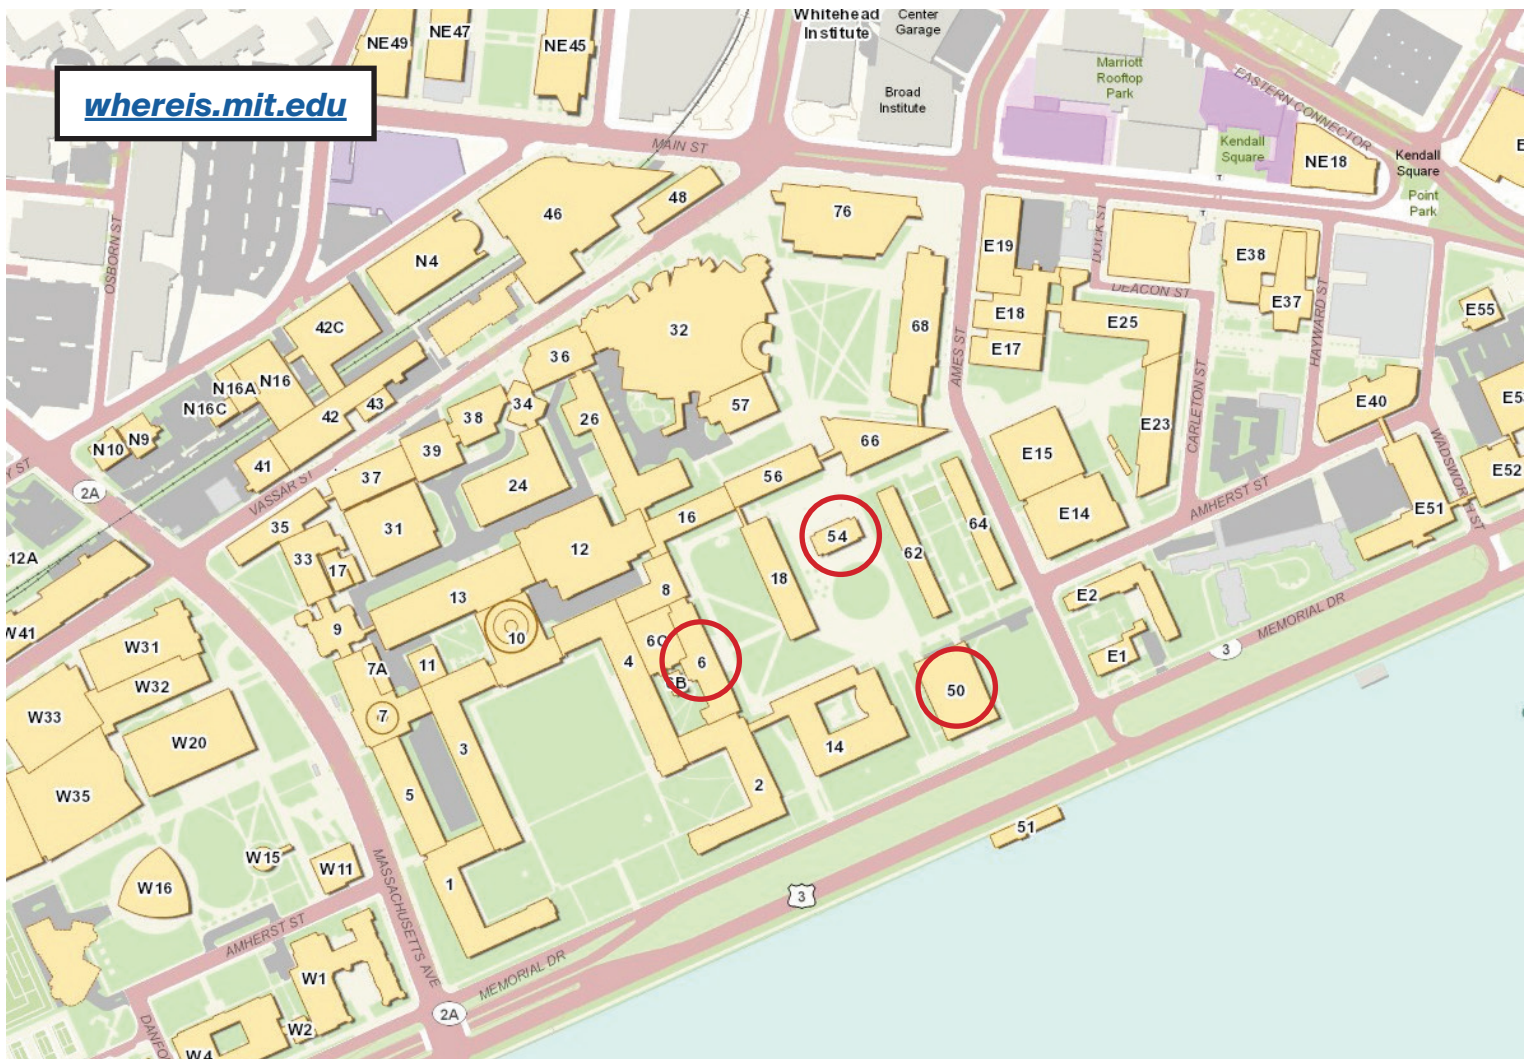 NE49
NE47
NE45
Whitehead
Institute
Center
Garage
Broad
Institute
Marriott
Rooftop
Park
EASTERN CONNECTOR
whereis.mit.edu
MAIN ST
Kendall
Square
NE18
Kendall
Square
Point
Park
OSBORN ST
46
48
76
E19
DOCK ST
E38
N4
DEACON ST
E37
HAYWARD ST
E55
42C
32
68
E18
E25
36
E17
AMES ST
N16A
N16
N16C
42
43
34
57
38
26
66
CARLETON ST
E40
N10
N9
41
39
E23
E15
WADSWORTH ST
E52
ST
2A
VASSAR ST
37
24
56
AMHERST ST
35
31
16
54
64
E14
E51
12A
33
17
12
18
62
13
8
E2
MEMORIAL DR
W41
9
10
6C
3
W31
7A
11
4
6
50
E1
W32
6B
W33
7
W20
3
14
W35
5
2
51
W15
W11
W16
MASSACHUSETTS AVE
1
3
AMHERST ST
W1
MEMORIAL DR
2A
W2
W4